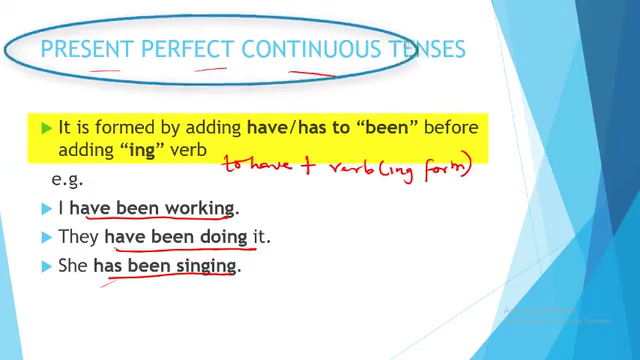 PRESENT PERFECT CONTINUOUS TENSES
It is formed by adding have/has to “been” before
adding “ing” verb
to have + verb (ing form)
e.g.
I have been working.
They have been doing it.
She has been singing.